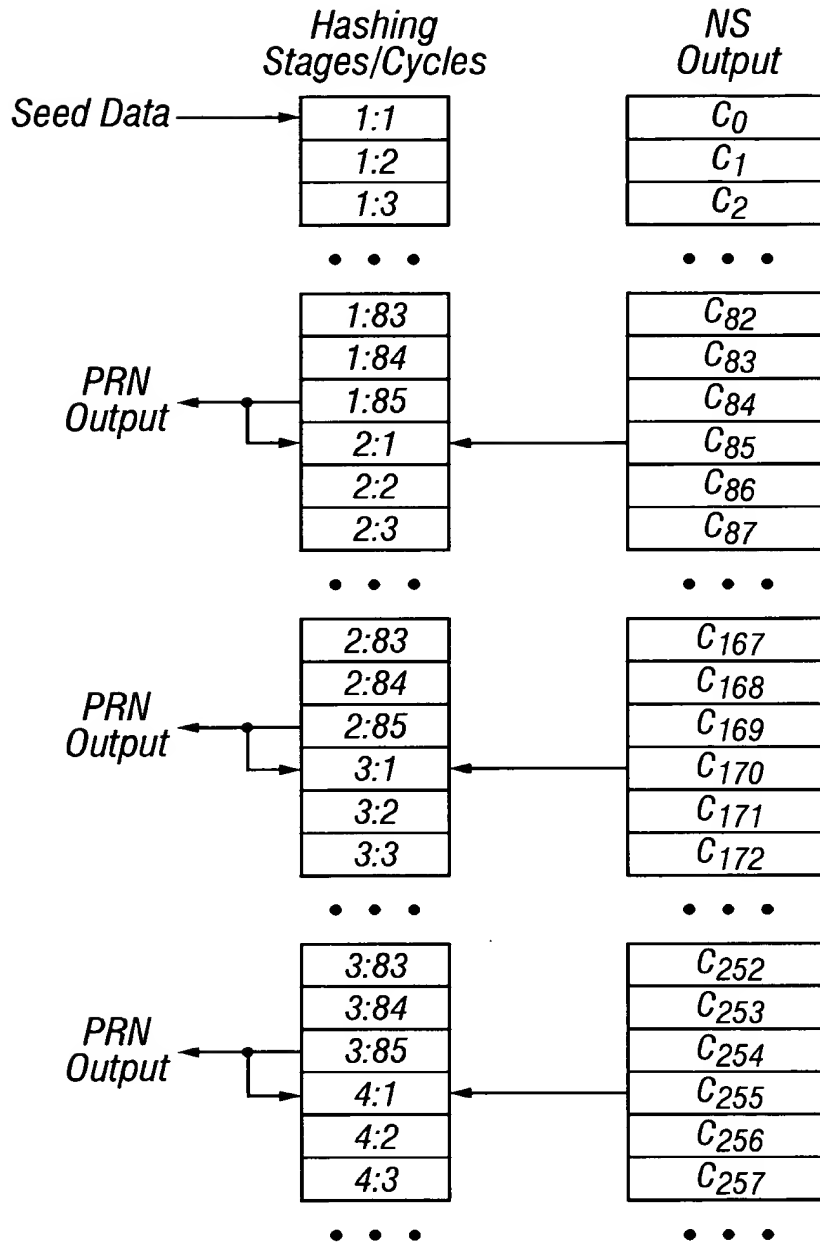 Hashing
Stages/Cycles
NS
Output
Seed Data
1:1
C0
1:2
C1
1:3
C2
• • •
• • •
1:83
C82
1:84
C83
PRN
Output
1:85
C84
2:1
C85
2:2
C86
2:3
C87
• • •
• • •
2:83
C167
2:84
C168
PRN
Output
2:85
C169
3:1
C170
3:2
C171
3:3
C172
• • •
• • •
3:83
C252
3:84
C253
PRN
Output
3:85
C254
4:1
C255
4:2
C256
4:3
C257
• • •
• • •